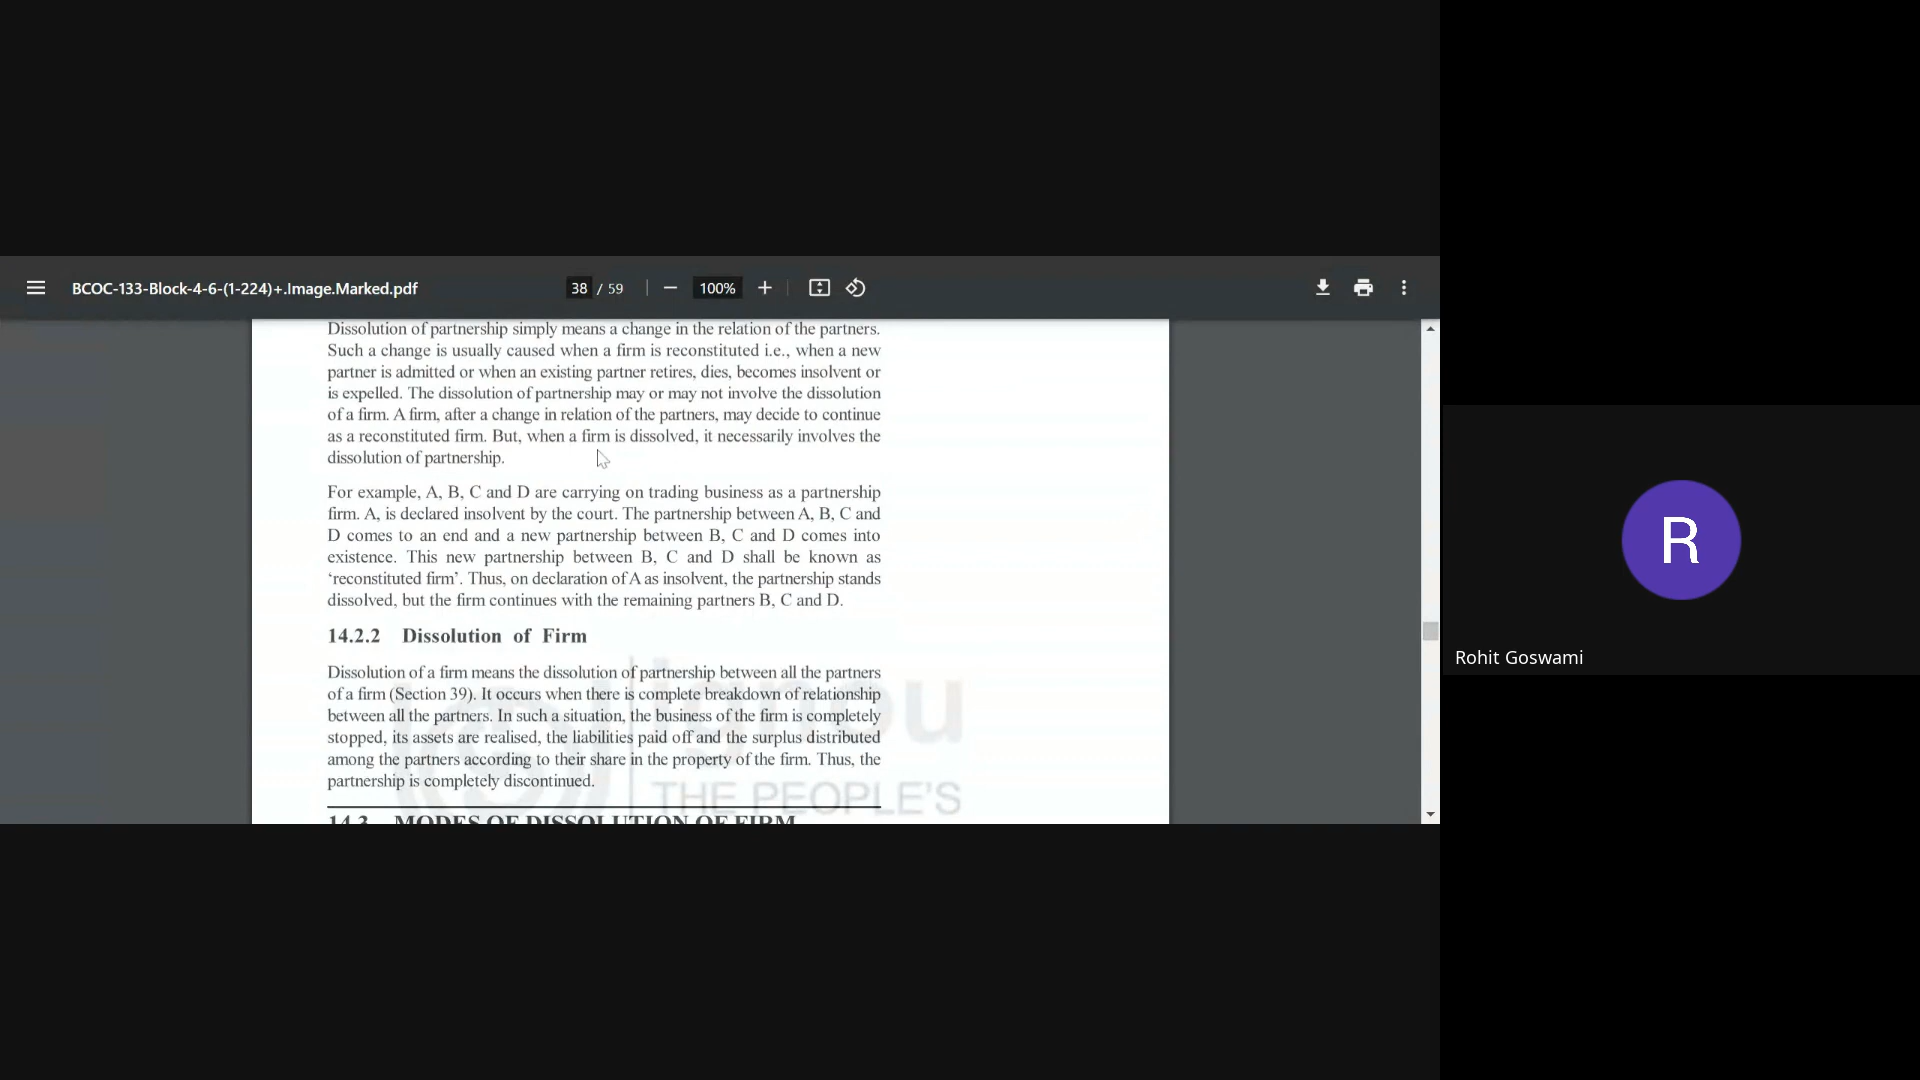 BCOC-133-Block-4-6-(1-224)+.Image.Marked.pdf
38 / 59
100%
Dissolution of partnership simply means a change in the relation of the partners.
Such a change is usually caused when a firm is reconstituted i.e., when a new
partner is admitted or when an existing partner retires, dies, becomes insolvent or
is expelled. The dissolution of partnership may or may not involve the dissolution
of a firm. A firm, after a change in relation of the partners, may decide to continue
as a reconstituted firm. But, when a firm is dissolved, it necessarily involves the
dissolution of partnership.
For example, A, B, C and D are carrying on trading business as a partnership
firm. A, is declared insolvent by the court. The partnership between A, B, C and
D comes to an end and a new partnership between B, C and D comes into
existence. This new partnership between B, C and D shall be known as
‘reconstituted firm’. Thus, on declaration of A as insolvent, the partnership stands
dissolved, but the firm continues with the remaining partners B, C and D.
14.2.2 Dissolution of Firm
Dissolution of a firm means the dissolution of partnership between all the partners
of a firm (Section 39). It occurs when there is complete breakdown of relationship
between all the partners. In such a situation, the business of the firm is completely
stopped, its assets are realised, the liabilities paid off and the surplus distributed
among the partners according to their share in the property of the firm. Thus, the
partnership is completely discontinued.
ignou
THE PEOPLE'S
14.3 MODES OF DISSOLUTION OF FIRM
R
Rohit Goswami